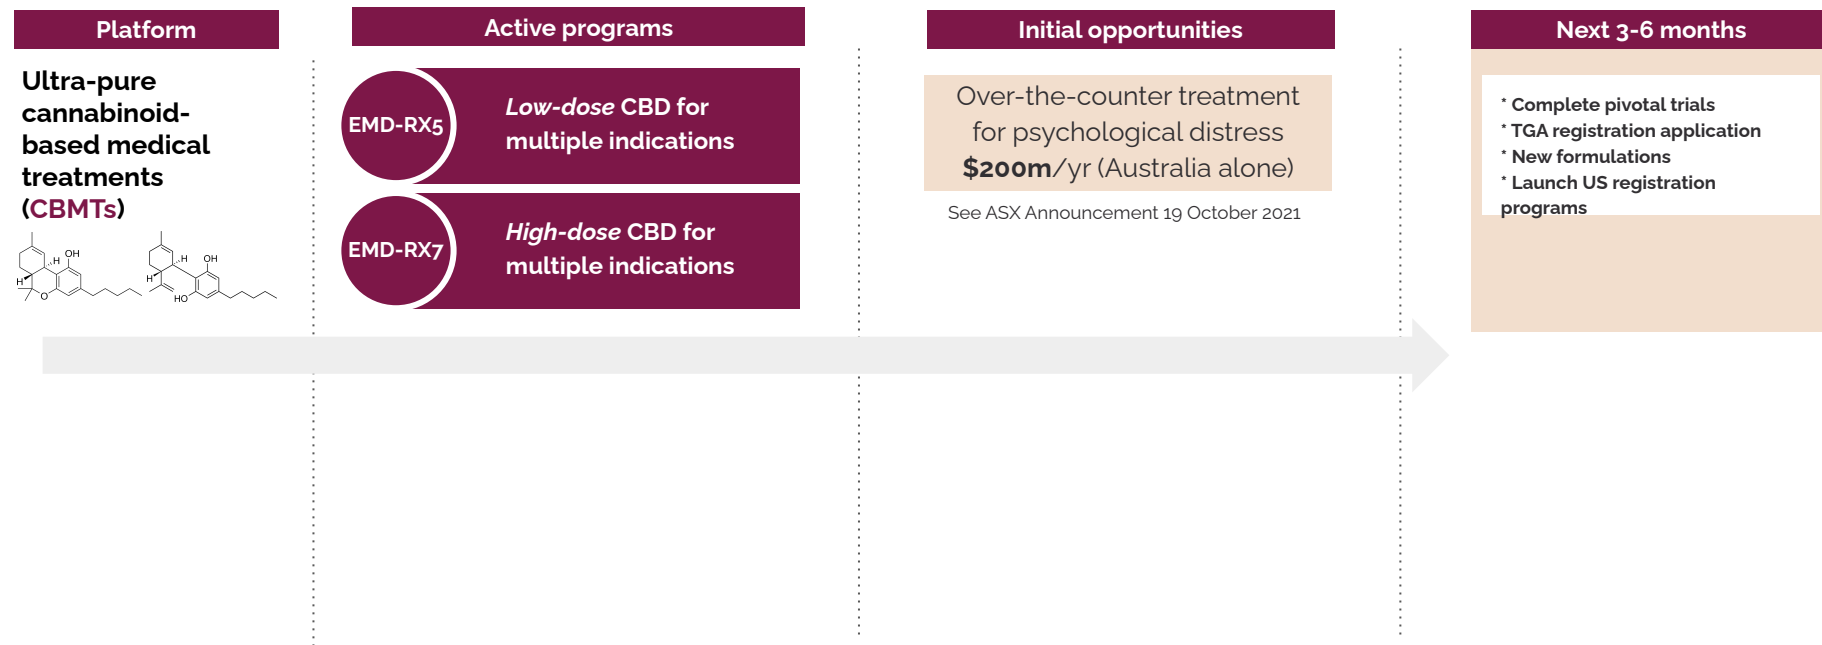 Platform
Ultra-pure
cannabinoid-
based medical
treatments
(CBMTs)
OH
H
H
O
H
OH
H
HO
Active programs
EMD-RX5
Low-dose CBD for
multiple indications
EMD-RX7
High-dose CBD for
multiple indications
Initial opportunities
Over-the-counter treatment
for psychological distress
$200m/yr (Australia alone)
See ASX Announcement 19 October 2021
Next 3-6 months
* Complete pivotal trials
* TGA registration application
* New formulations
* Launch US registration
programs